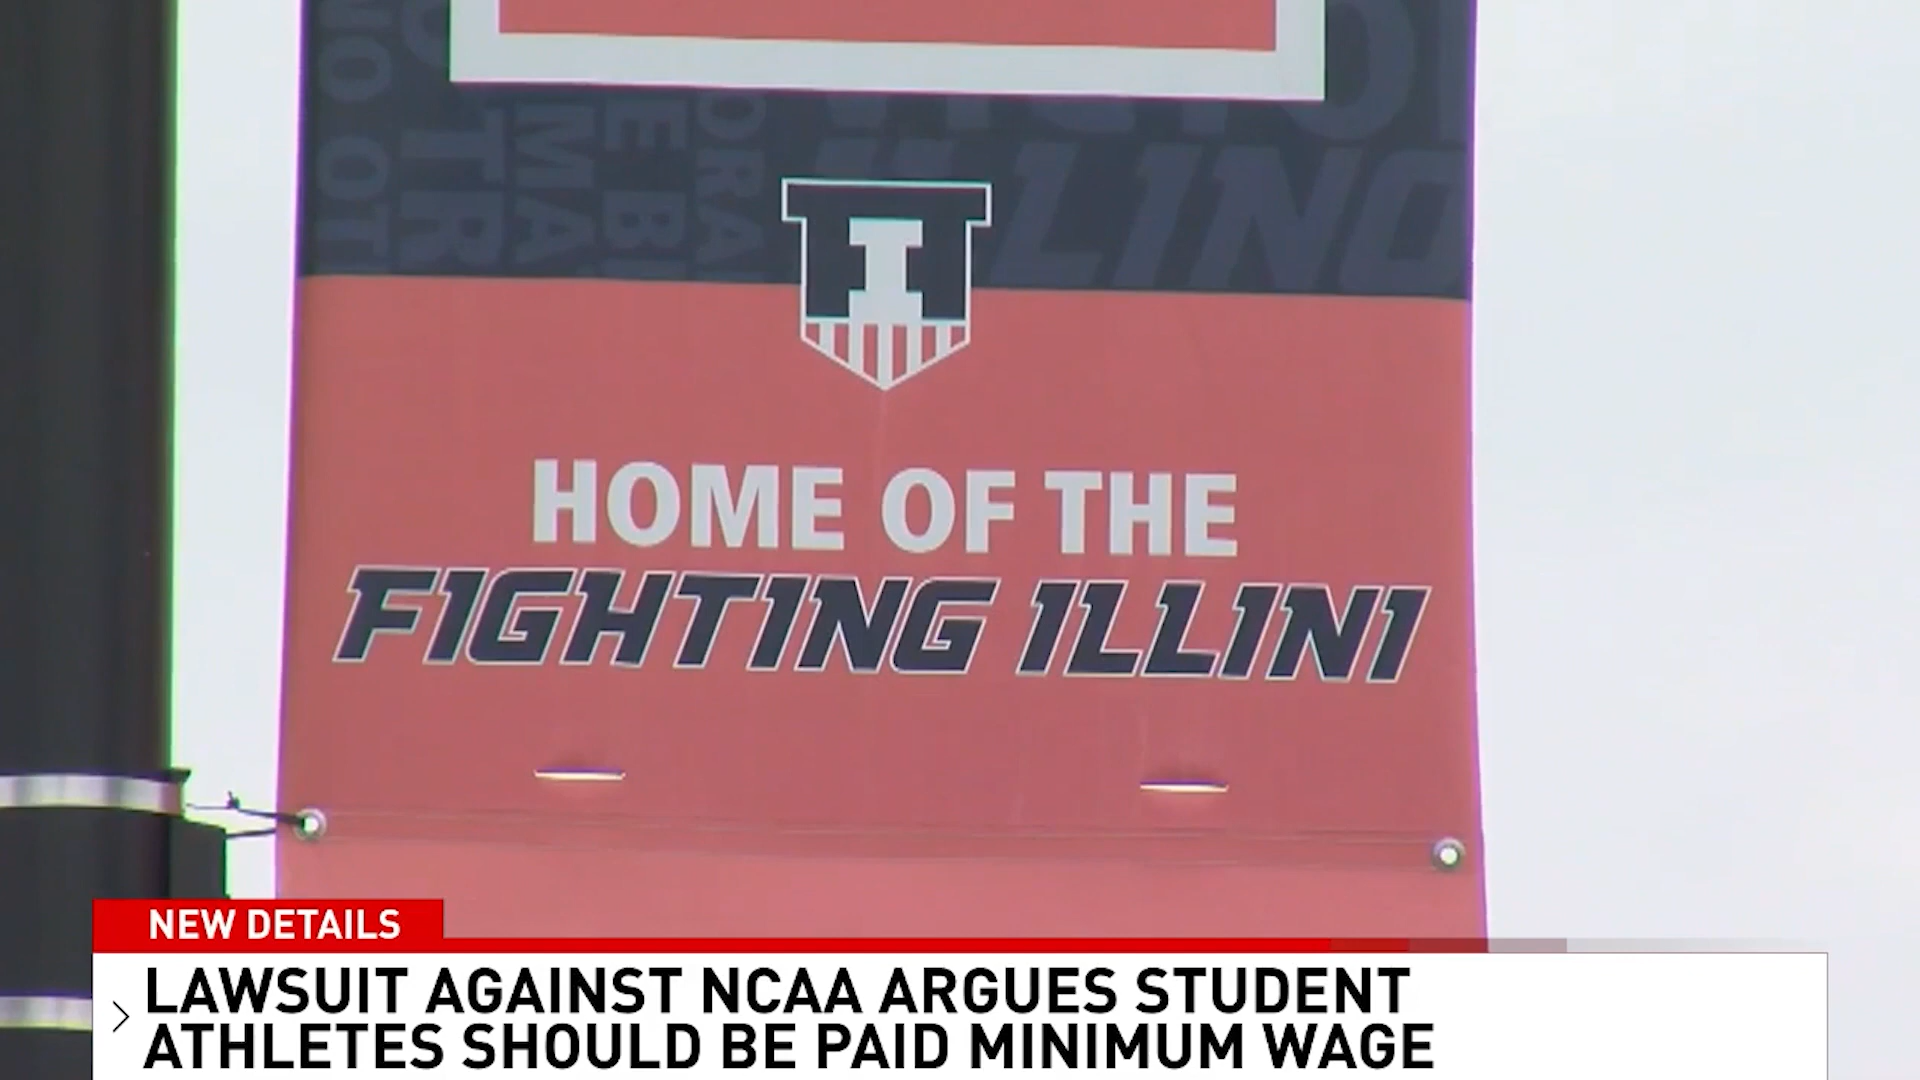 HOME OF THE
FIGHTING ILLINI
NEW DETAILS
LAWSUIT AGAINST NCAA ARGUES STUDENT
ATHLETES SHOULD BE PAID MINIMUM WAGE